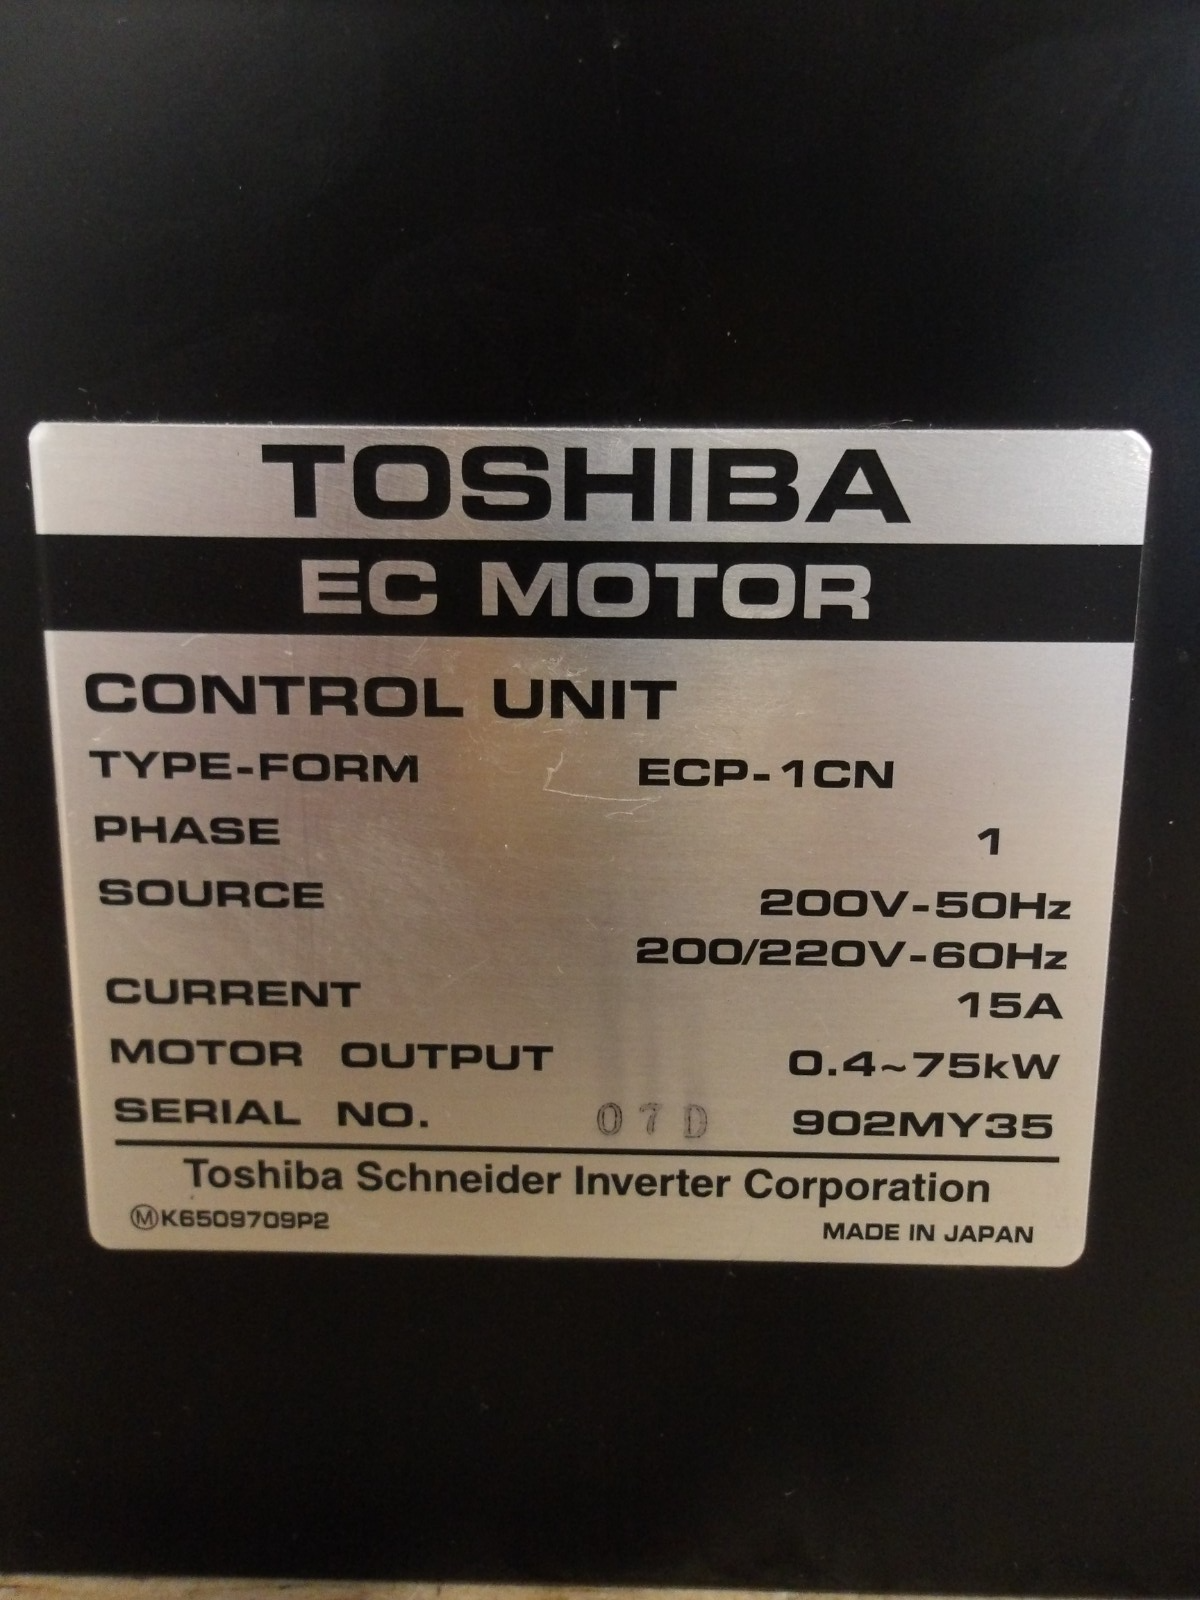 TOSHIBA
EC MOTOR
CONTROL UNIT
TYPE-FORM ECP-1CN
PHASE 1
SOURCE 200V-50Hz
200/220V-60Hz
CURRENT 15A
MOTOR OUTPUT 0.4~75kW
SERIAL NO. 07D 902MY35
Toshiba Schneider Inverter Corporation
ⓂK6509709P2 MADE IN JAPAN